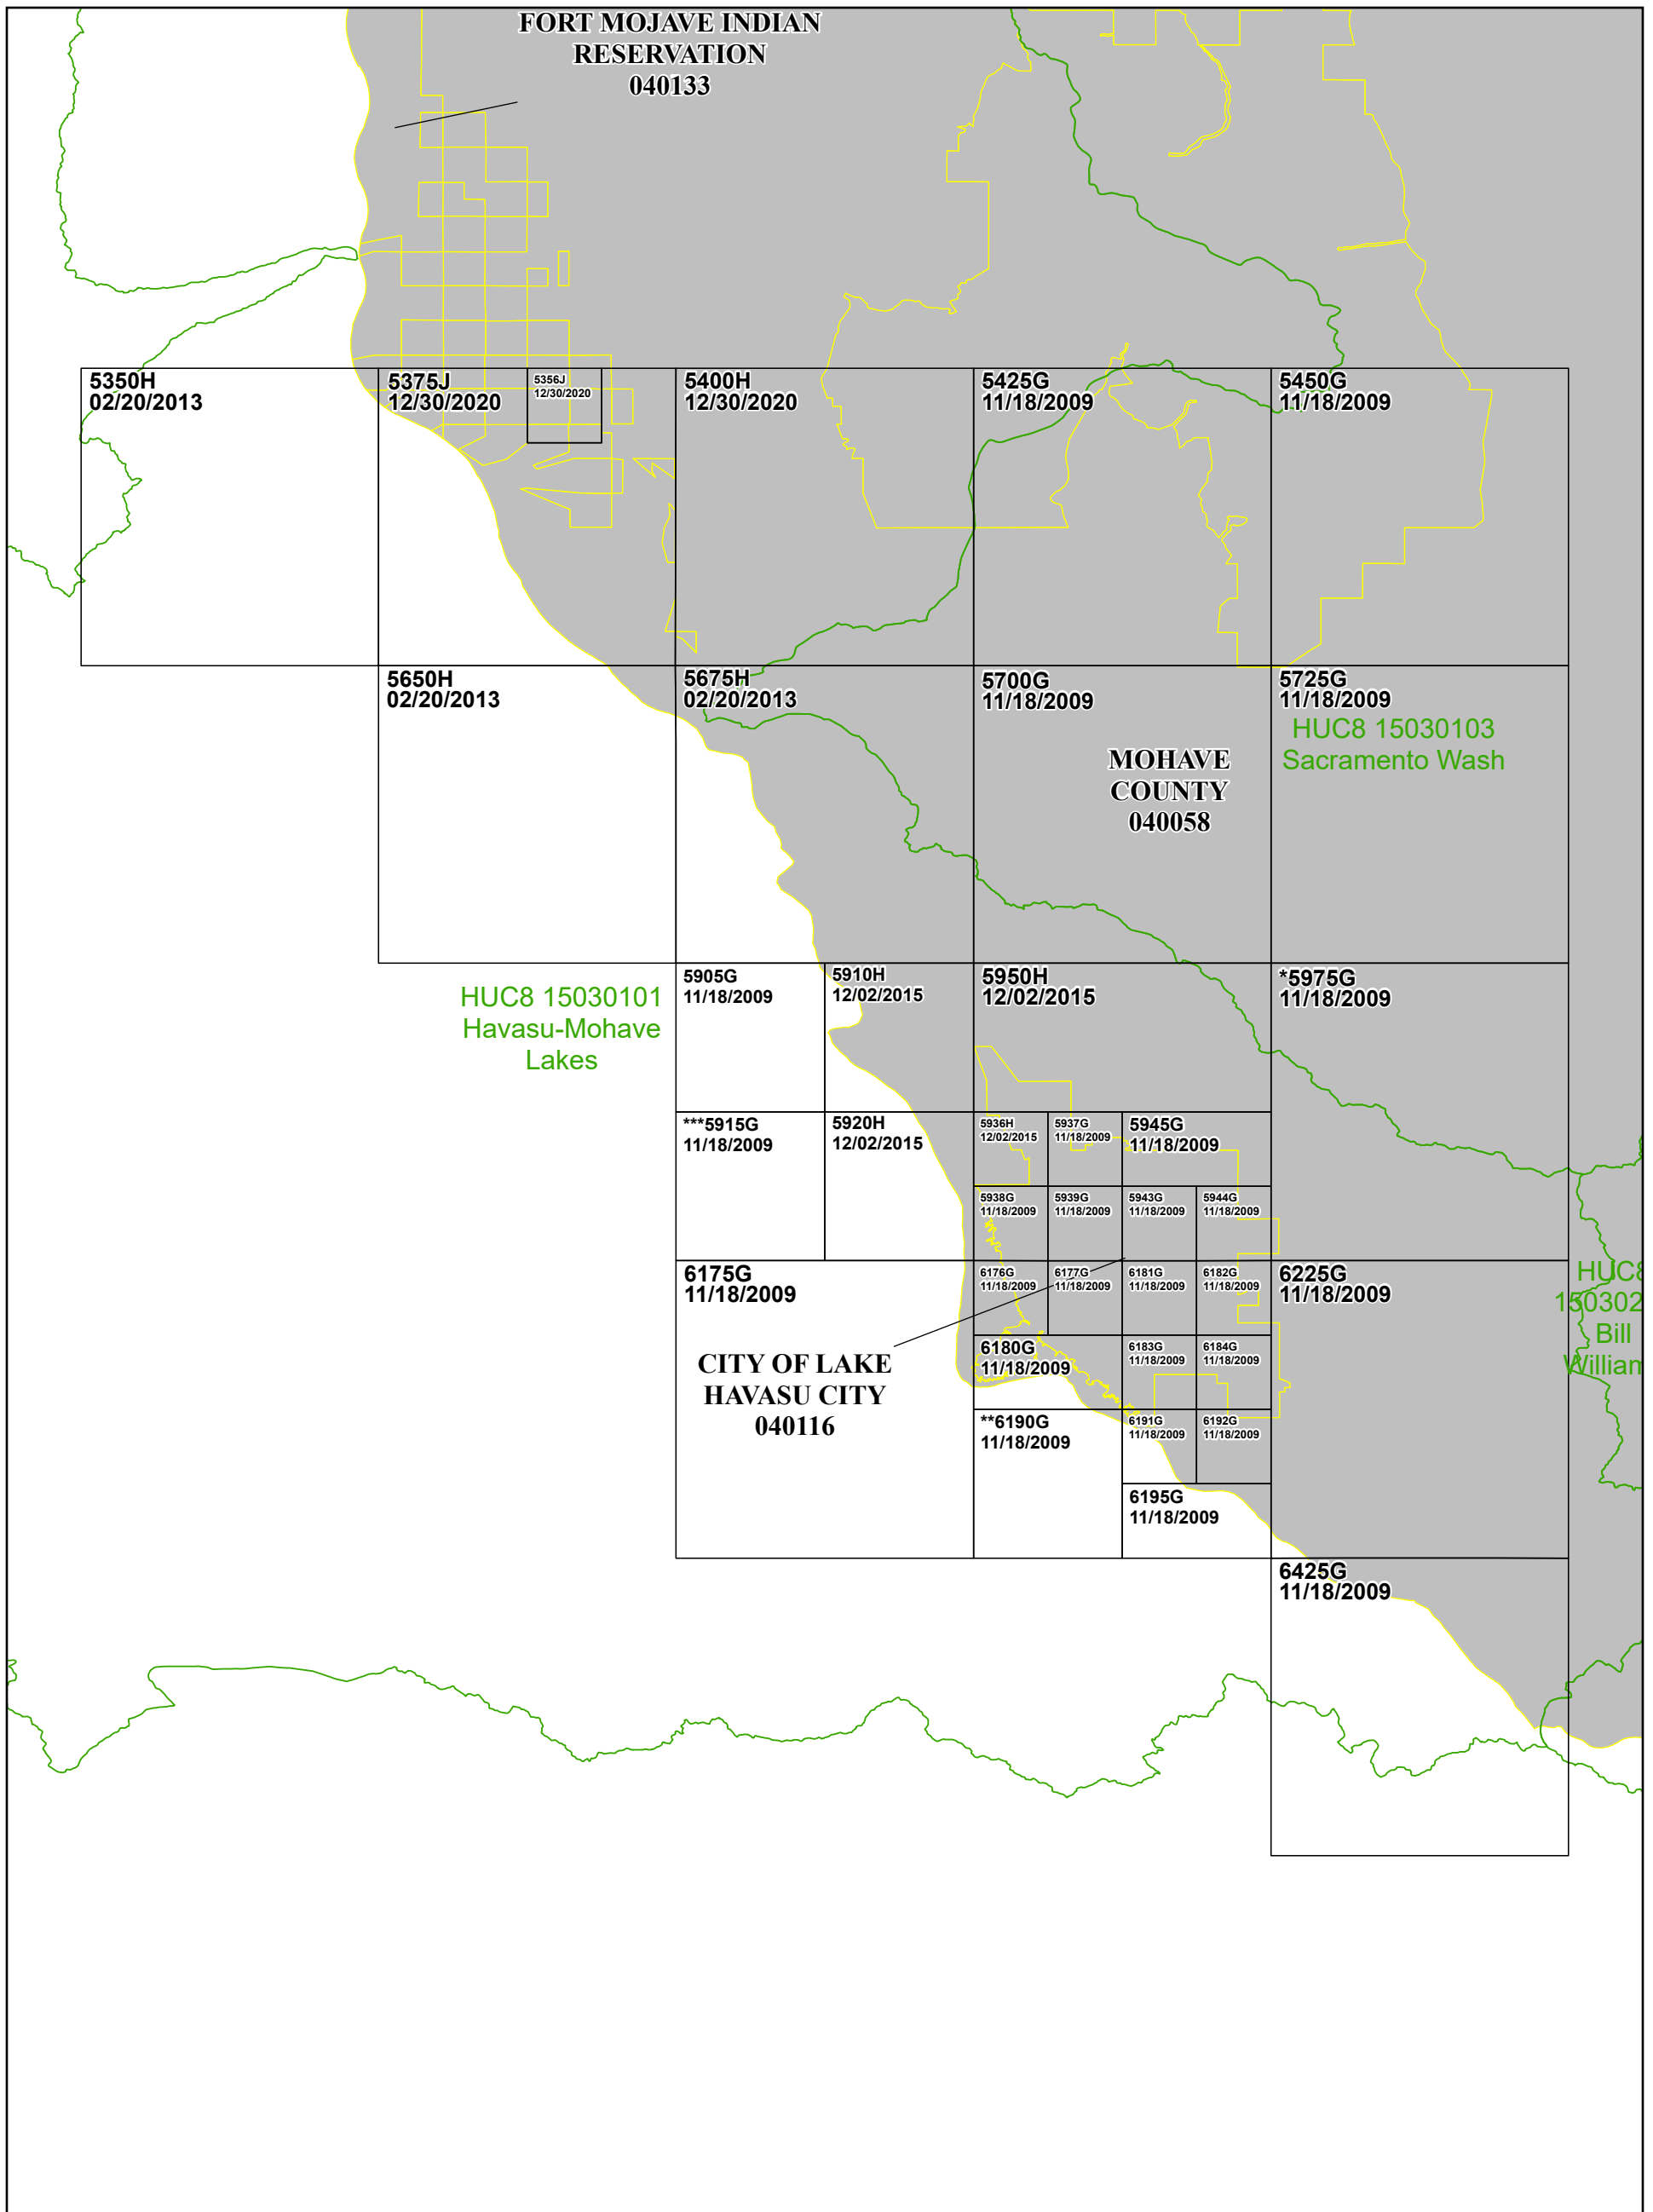 FORT MOJAVE INDIAN
RESERVATION
040133
5350H
02/20/2013
5375J
12/30/2020
5356J
12/30/2020
5400H
12/30/2020
5425G
11/18/2009
5450G
11/18/2009
5650H
02/20/2013
5675H
02/20/2013
5700G
11/18/2009
5725G
11/18/2009
HUC8 15030103
Sacramento Wash
MOHAVE
COUNTY
040058
HUC8 15030101
Havasu-Mohave
Lakes
5905G
11/18/2009
5910H
12/02/2015
5950H
12/02/2015
*5975G
11/18/2009
***5915G
11/18/2009
5920H
12/02/2015
5936H
12/02/2015
5937G
11/18/2009
5945G
11/18/2009
5938G
11/18/2009
5939G
11/18/2009
5943G
11/18/2009
5944G
11/18/2009
6175G
11/18/2009
6176G
11/18/2009
6177G
11/18/2009
6181G
11/18/2009
6182G
11/18/2009
6225G
11/18/2009
HUC8
150302
Bill
William
CITY OF LAKE
HAVASU CITY
040116
6180G
11/18/2009
6183G
11/18/2009
6184G
11/18/2009
**6190G
11/18/2009
6191G
11/18/2009
6192G
11/18/2009
6195G
11/18/2009
6425G
11/18/2009